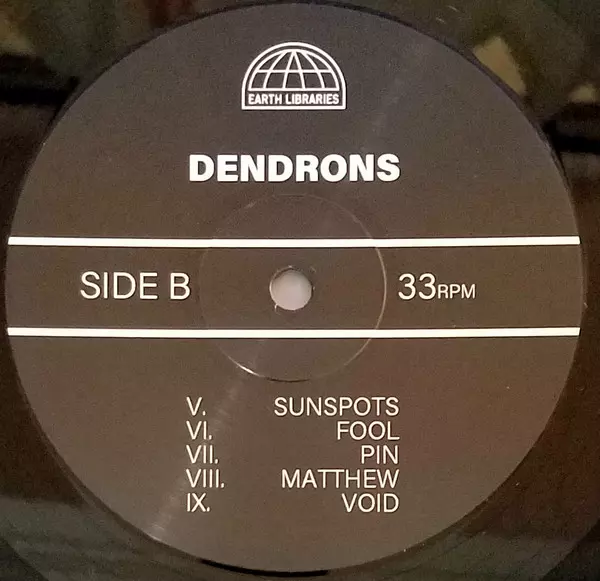 EARTH LIBRARIES
DENDRONS
SIDE B 33RPM
V. SUNSPOTS
VI. FOOL
VII. PIN
VIII. MATTHEW
IX. VOID